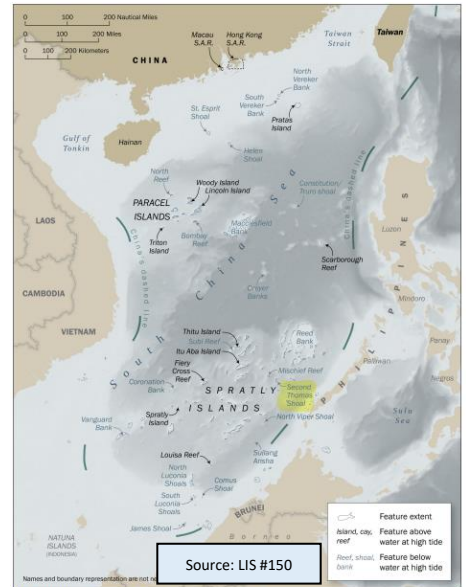 0 100 200 Nautical Miles
0 100 200 Miles
0 100 200 Kilometers
Taiwan
Strait
Taiwan
Macau
S.A.R.
Hong Kong
S.A.R.
CHINA
North
Vereker
Bank
South
Vereker
Bank
St. Esprit
Shoal
Pratas
Island
Gulf of
Tonkin
Hainan
Helen
Shoal
North
Reef
Woody Island
Lincoln Island
PARACEL
ISLANDS
Constitution
Truro shoal
Macclesfield
Bank
LAOS
Triton
Island
Bombay
Reef
China's dashed line
China's dashed line
Luzon
Scarborough
Reef
South China Sea
PHILIPPINES
CAMBODIA
VIETNAM
Mindoro
Thitu Island
Subi Reef
Itu Aba Island
Reed
Bank
Panay
Fiery
Cross
Reef
Mischief Reef
Palawan
Negros
Coronation
Bank
SPRATLY
ISLANDS
Second
Thomas
Shoal
Spratly
Island
North Viper Shoal
Sulu
Sea
Vanguard
Bank
Louisa Reef
North
Luconia
Shoals
Comus
Shoal
South
Luconia
Shoals
BRUNEI
James Shoal
Borneo
NATUNA
ISLANDS
(INDONESIA)
Feature extent
Island, cay,
reef
Feature above
water at high tide
Reef, shoal,
bank
Feature below
water at high tide
Source: LIS #150
Names and boundary representation are not